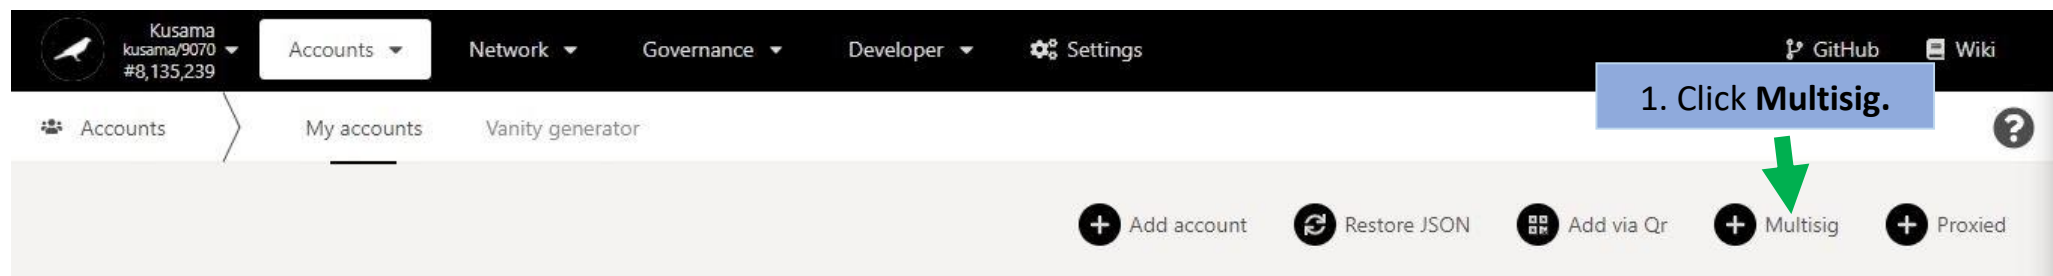 Kusama
kusama/9070
#8,135,239
Accounts
Network
Governance
Developer
Settings
GitHub
Wiki
1. Click Multisig.
Accounts
My accounts
Vanity generator
Add account
Restore JSON
Add via Qr
Multisig
Proxied